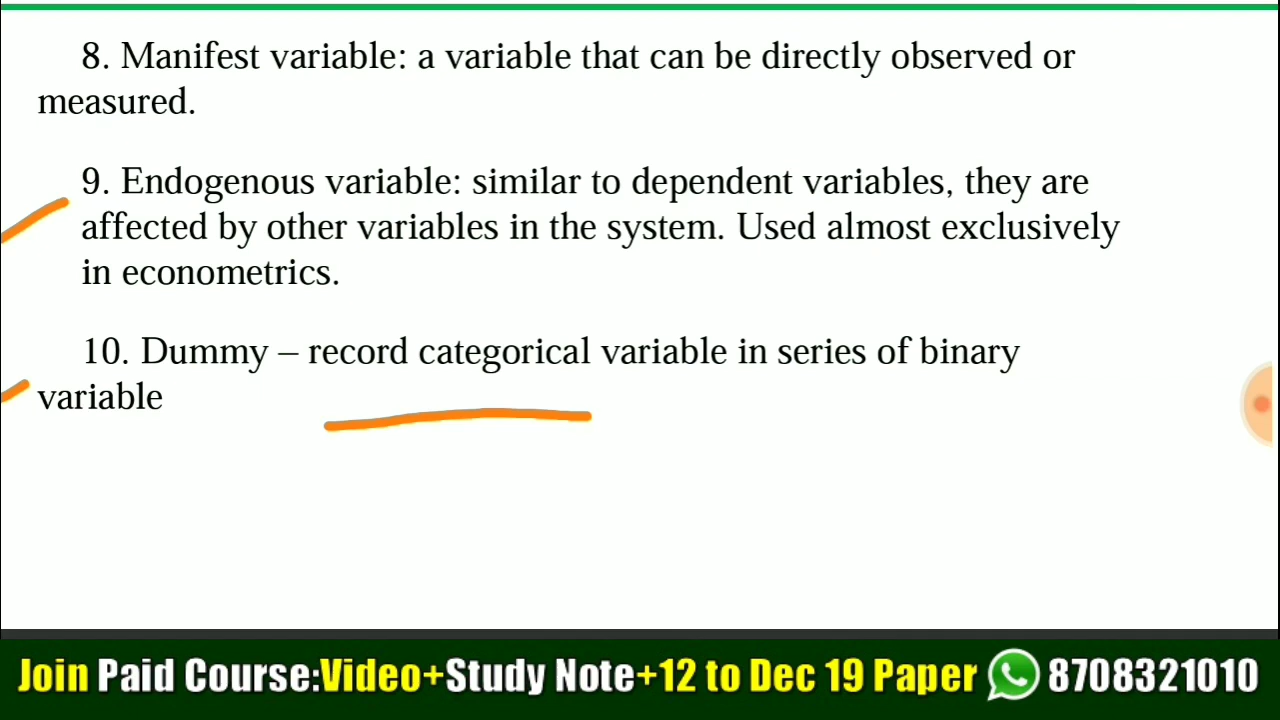 8. Manifest variable: a variable that can be directly observed or
measured.
9. Endogenous variable: similar to dependent variables, they are
affected by other variables in the system. Used almost exclusively
in econometrics.
10. Dummy – record categorical variable in series of binary
variable
Join Paid Course:Video+Study Note+12 to Dec 19 Paper 8708321010